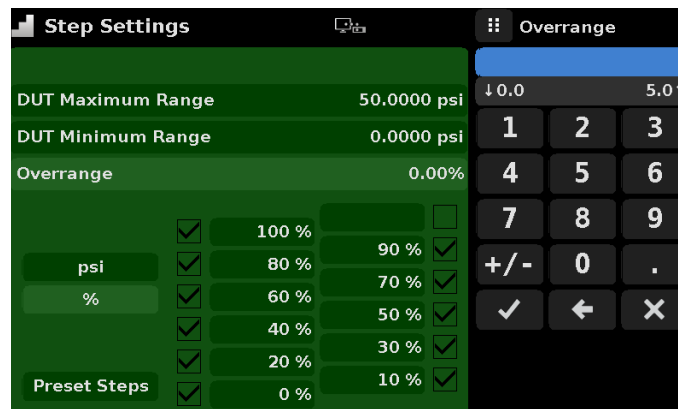 Step Settings
Overrange
DUT Maximum Range 50.0000 psi
DUT Minimum Range 0.0000 psi
Overrange 0.00%
↓0.0 5.0
1 2 3
4 5 6
7 8 9
+/- 0 .
100 %
90 %
80 %
70 %
60 %
50 %
40 %
30 %
20 %
10 %
0 %
psi
%
Preset Steps